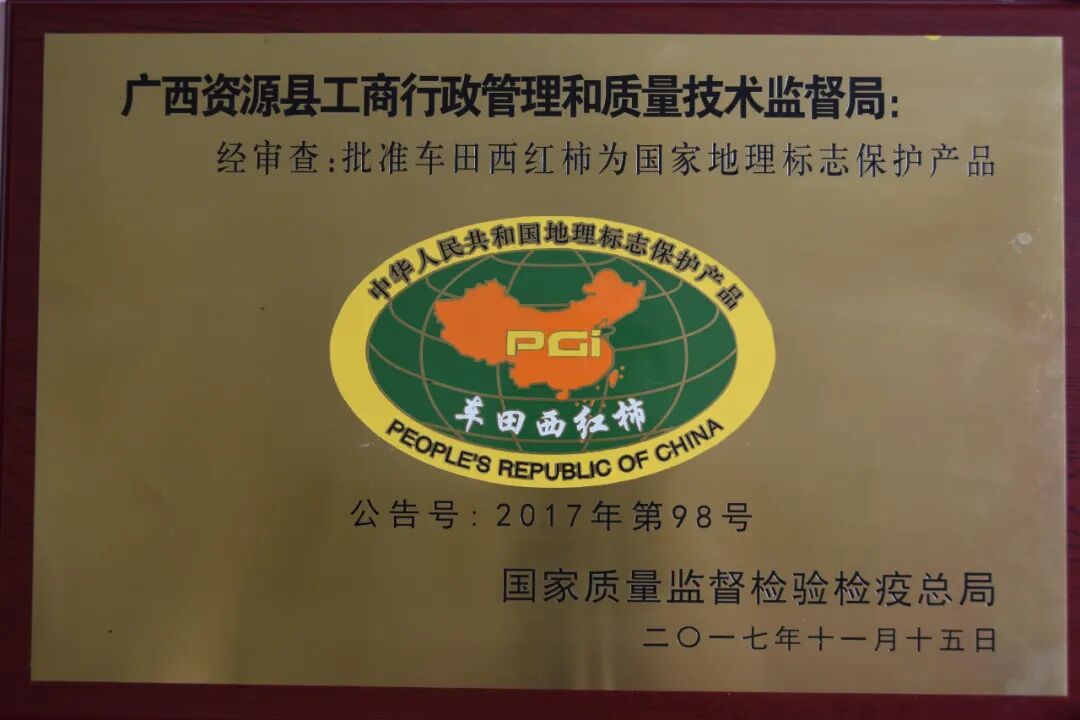 广西资源县工商行政管理和质量技术监督局:
经审查:批准车田西红柿为国家地理标志保护产品
中华人民共和国地理标志保护产品
PGi
车田西红柿
PEOPLE'S REPUBLIC OF CHINA
公告号:2017年第98号
国家质量监督检验检疫总局
二〇一七年十一月十五日